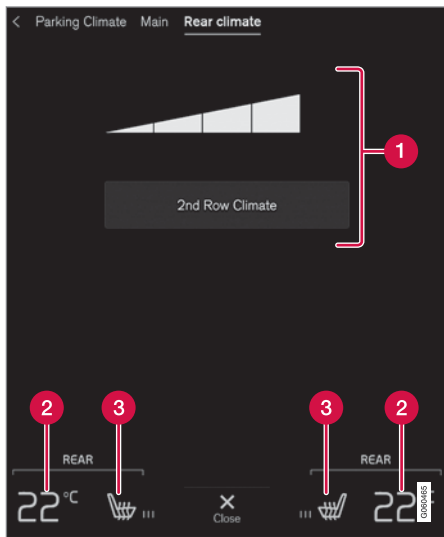 < Parking Climate Main Rear climate
1
2nd Row Climate
2 3 3 2
REAR REAR
22°C 22°
Close
G060465